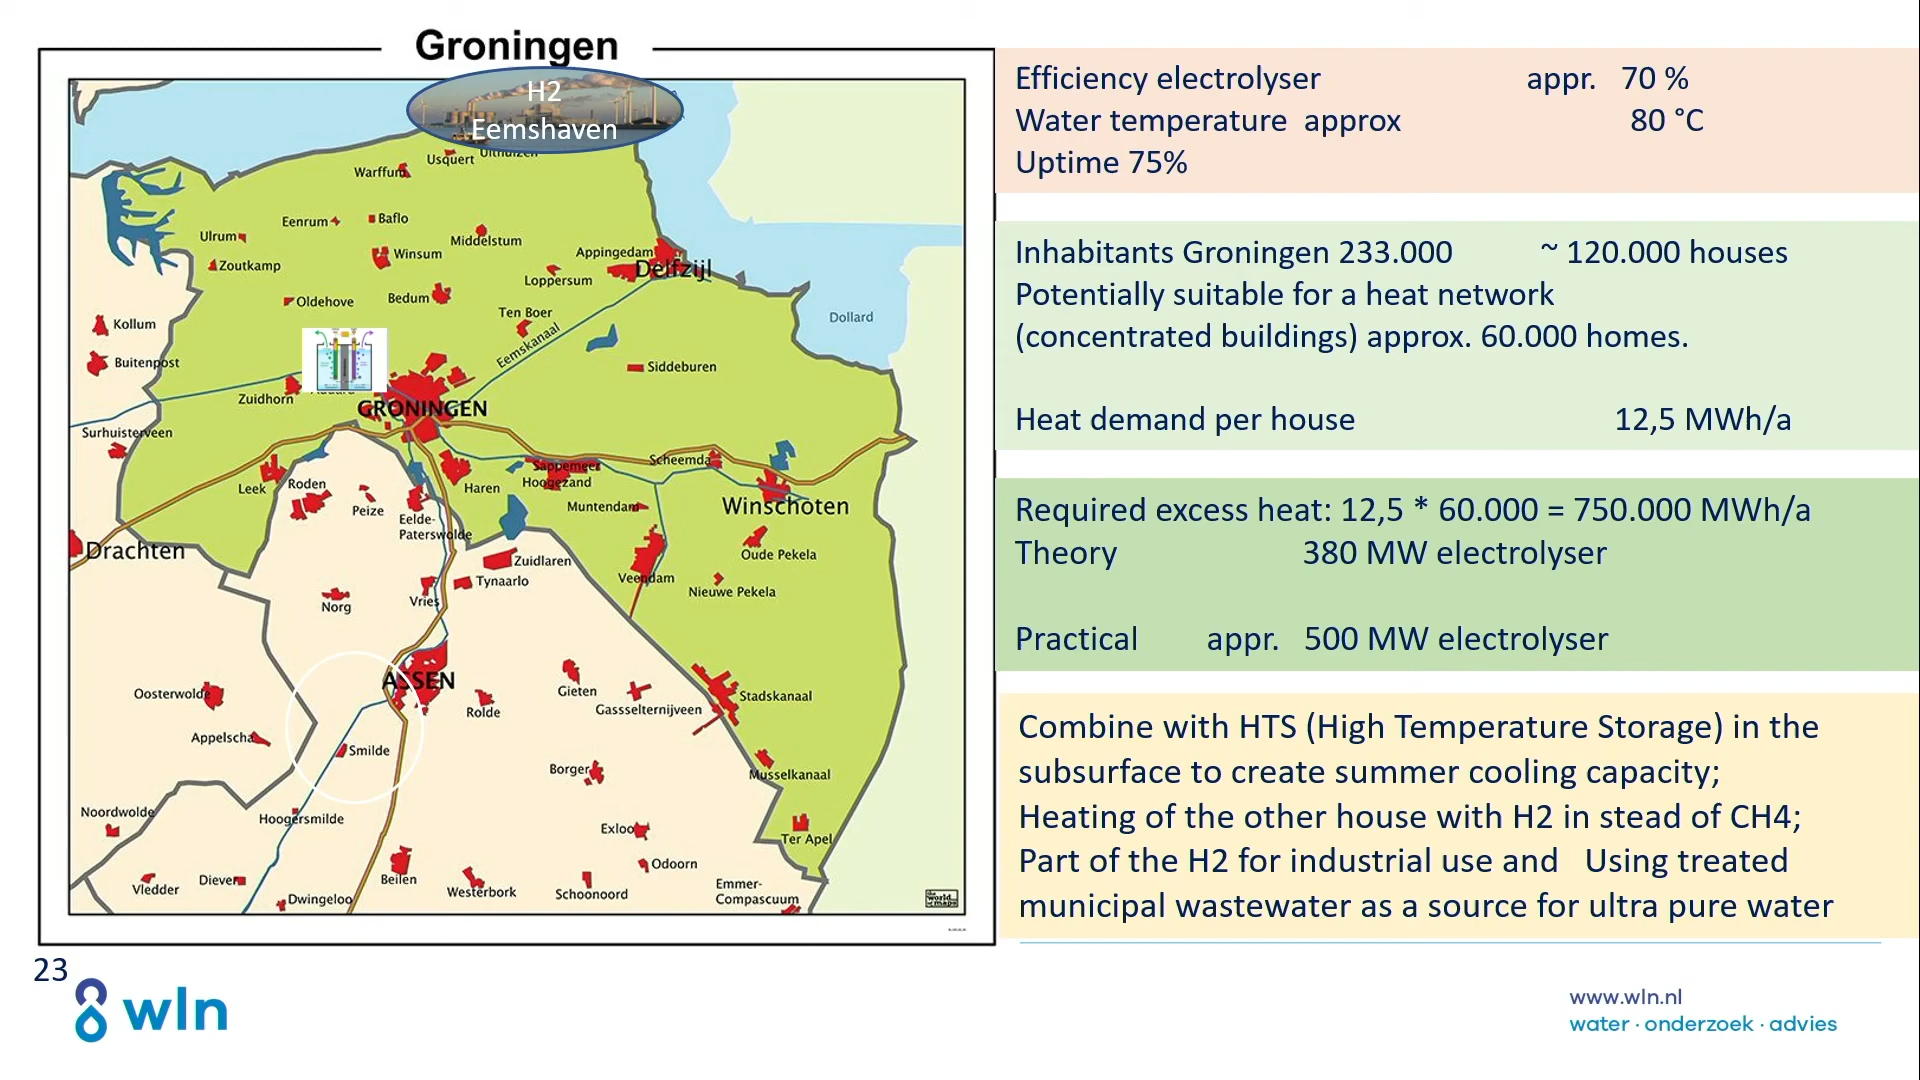 Groningen
H2
Eemshaven
Usquert
Warffum
Eenrum
Baflo
Ulrum
Middelstum
Winsum
Appingedam
Zoutkamp
Delfzijl
Loppersum
Oldehove
Bedum
Ten Boer
Kollum
Dollard
Eemskanaal
Buitenpost
Siddeburen
Zuidhorn
GRONINGEN
Surhuisterveen
Scheemda
Sappemeer
Hoogezand
Leek
Roden
Haren
Peize
Muntendam
Winschoten
Eelde-
Paterswolde
Drachten
Oude Pekela
Zuidlaren
Tynaarlo
Veendam
Nieuwe Pekela
Norg
Vries
ASSEN
Oosterwolde
Gieten
Stadskanaal
Rolde
Gassselternijveen
Appelscha
Smilde
Borger
Musselkanaal
Noordwolde
Hoogersmilde
Exloo
Ter Apel
Odoorn
Vledder
Diever
Dwingeloo
Beilen
Westerbork
Schoonoord
Emmer-
Compascuum
the
world
of maps
Efficiency electrolyser appr. 70 %
Water temperature approx 80 °C
Uptime 75%
Inhabitants Groningen 233.000 ~ 120.000 houses
Potentially suitable for a heat network
(concentrated buildings) approx. 60.000 homes.
Heat demand per house 12,5 MWh/a
Required excess heat: 12,5 * 60.000 = 750.000 MWh/a
Theory 380 MW electrolyser
Practical appr. 500 MW electrolyser
Combine with HTS (High Temperature Storage) in the
subsurface to create summer cooling capacity;
Heating of the other house with H2 in stead of CH4;
Part of the H2 for industrial use and Using treated
municipal wastewater as a source for ultra pure water
23
wln
www.wln.nl
water · onderzoek · advies